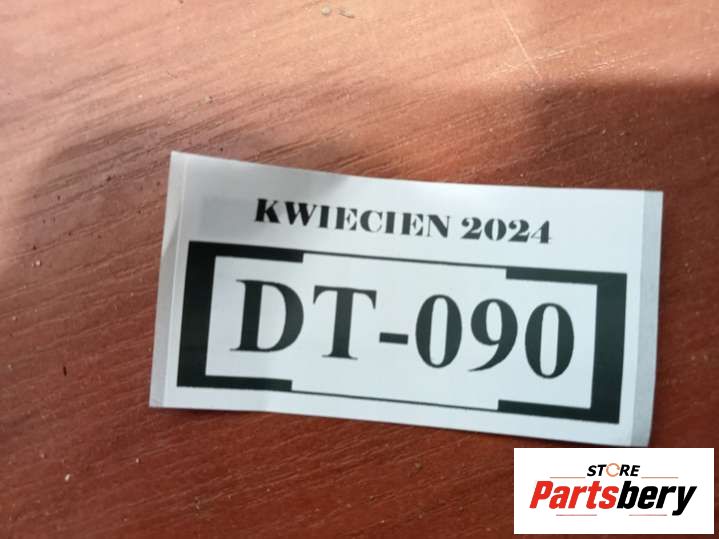 KWIECIEN 2024
DT-090
STORE
Partsbery